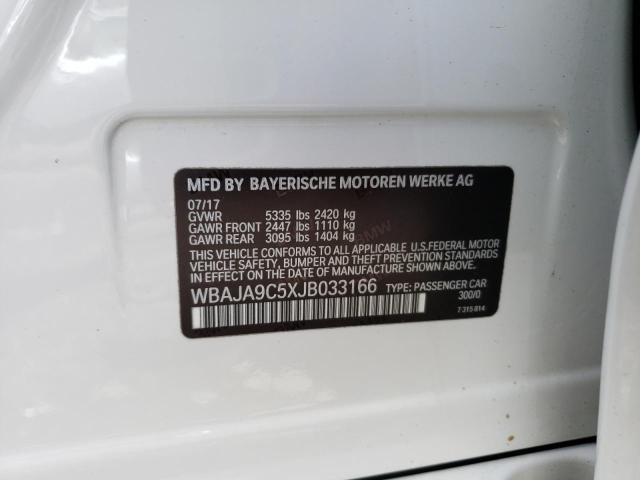 MFD BY BAYERISCHE MOTOREN WERKE AG
07/17
GVWR 5335 lbs 2420 kg
GAWR FRONT 2447 lbs 1110 kg
GAWR REAR 3095 lbs 1404 kg
THIS VEHICLE CONFORMS TO ALL APPLICABLE U.S.FEDERAL MOTOR
VEHICLE SAFETY, BUMPER, AND THEFT PREVENTION STANDARDS
IN EFFECT ON THE DATE OF MANUFACTURE SHOWN ABOVE.
WBAJA9C5XJB033166 TYPE: PASSENGER CAR
300/0
7 315 814